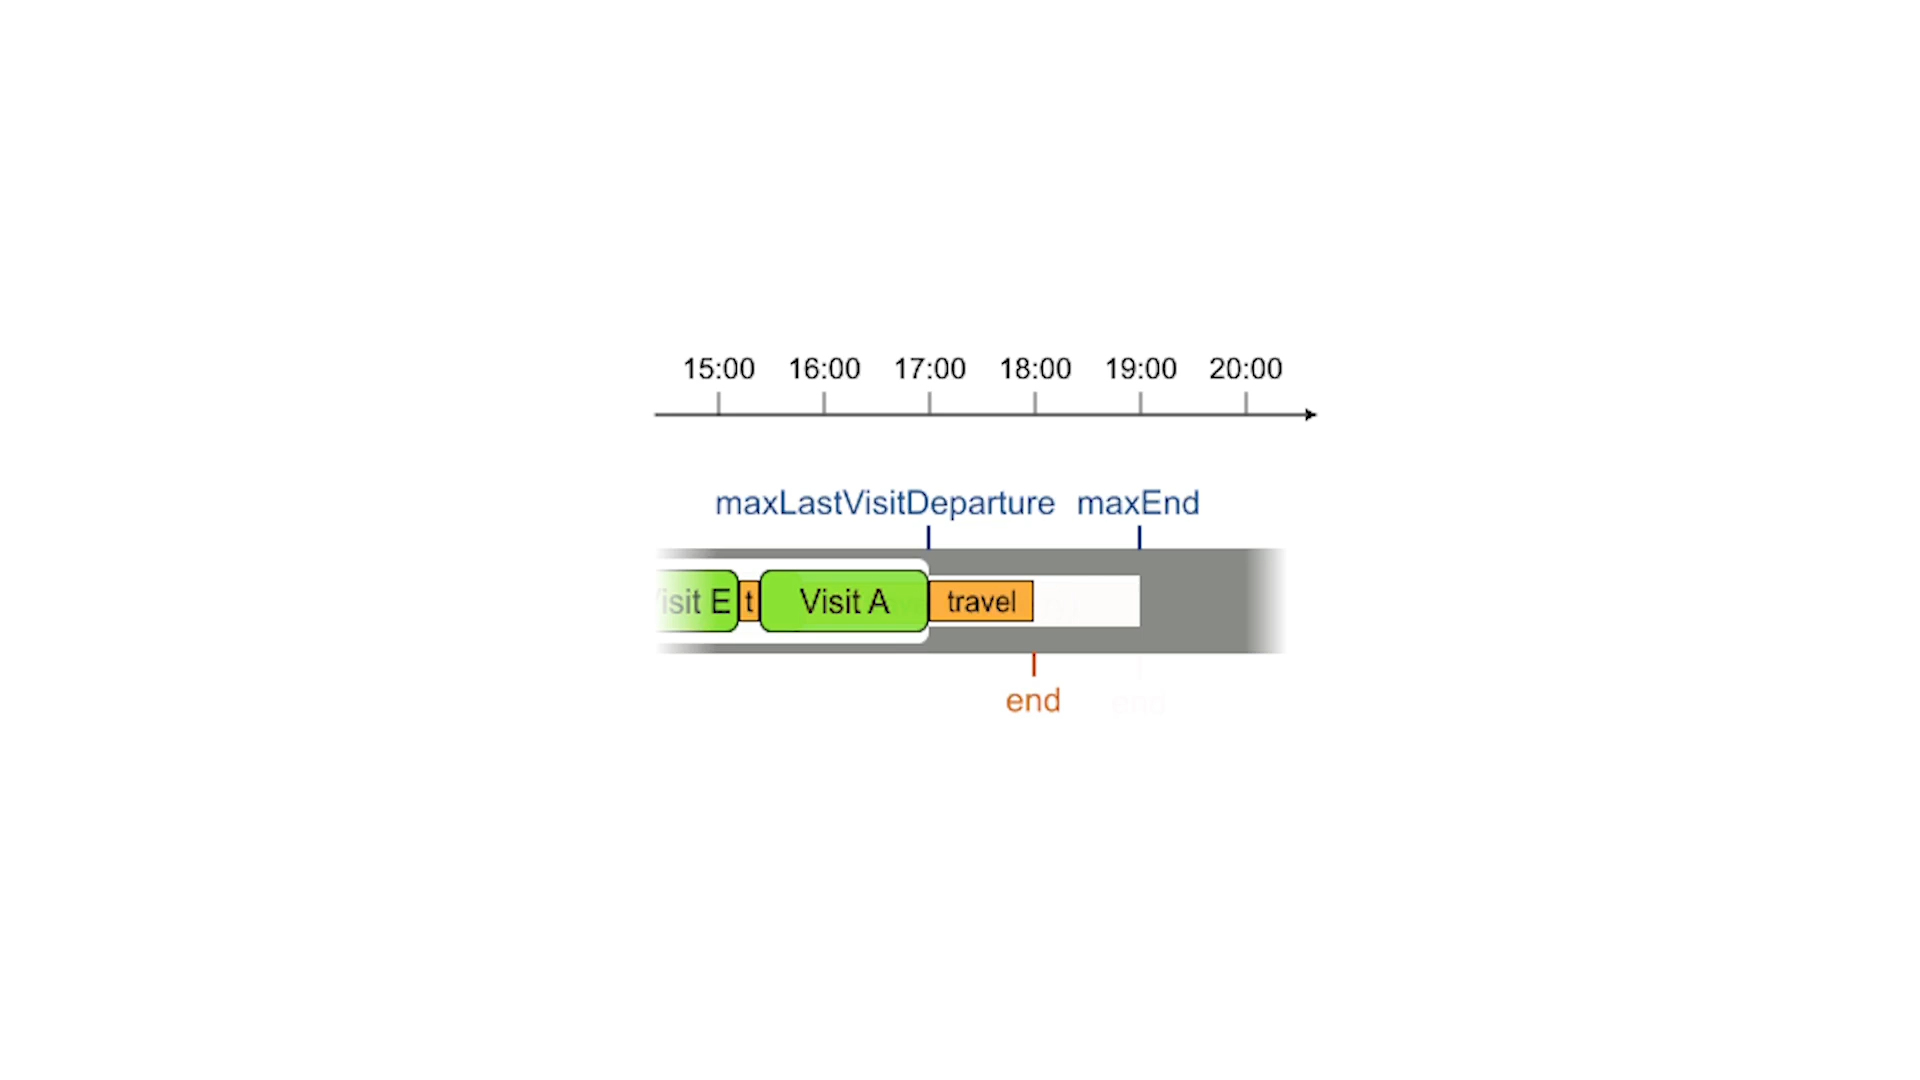 15:00 16:00 17:00 18:00 19:00 20:00
maxLastVisitDeparture maxEnd
isit E t Visit A travel
end